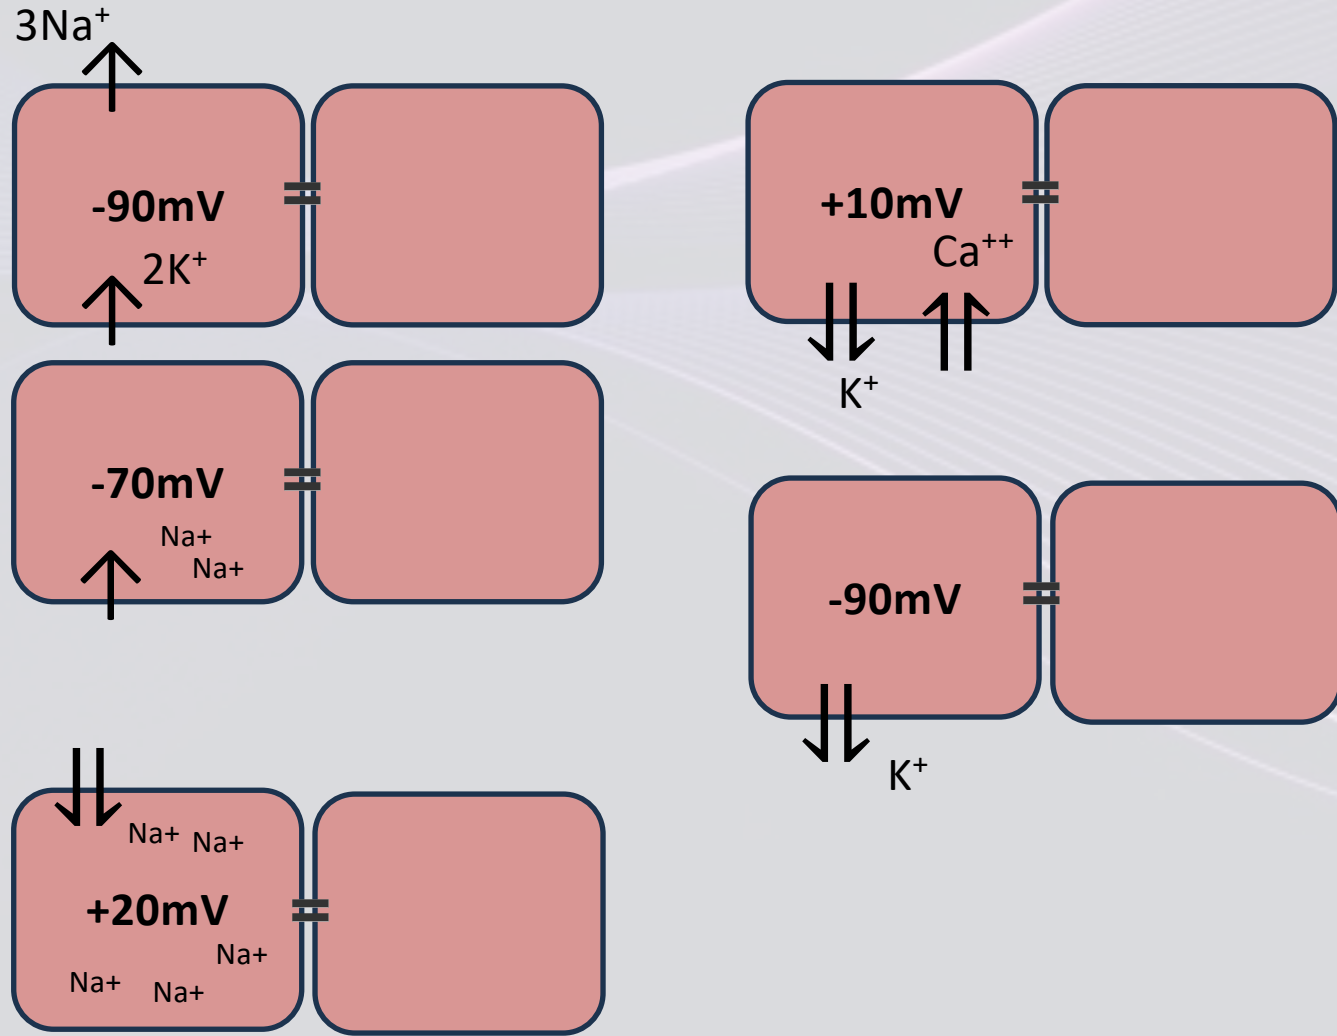 3Na⁺
-90mV
2K⁺
-70mV
Na+
Na+
Na+ Na+
+20mV
Na+
Na+ Na+
+10mV
Ca⁺⁺
K⁺
-90mV
K⁺